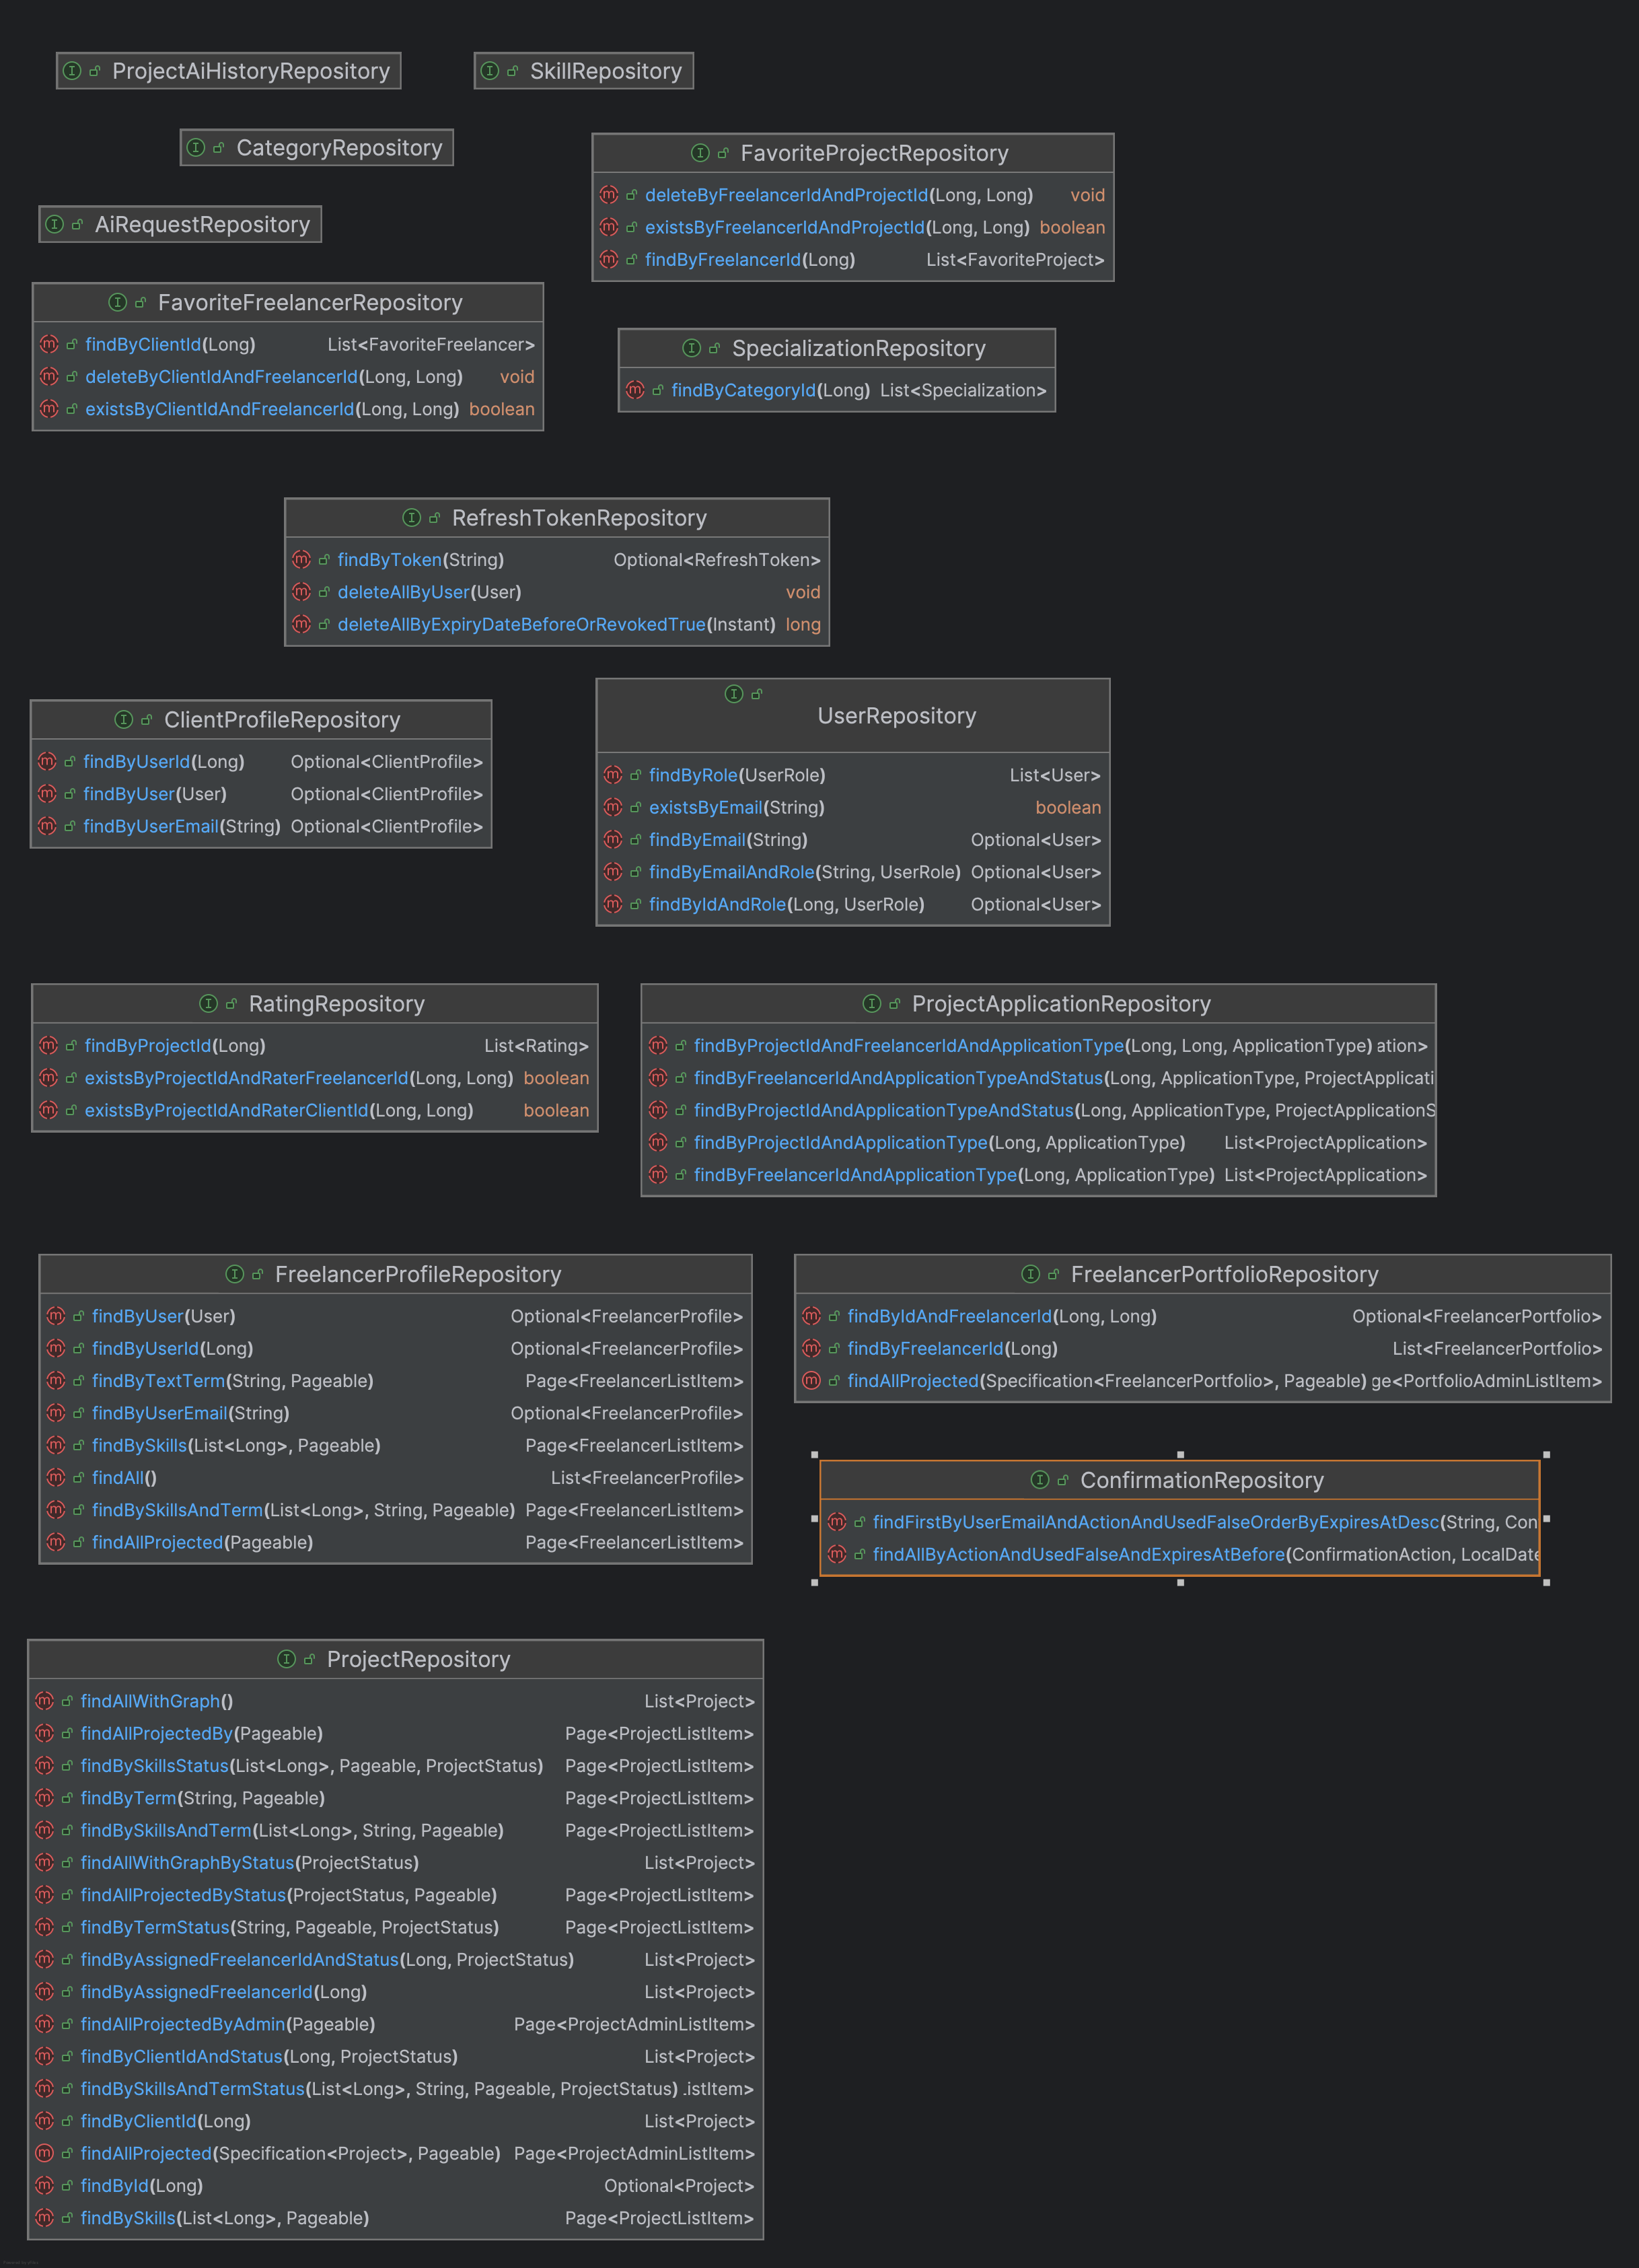 ProjectAiHistoryRepository
SkillRepository
CategoryRepository
AiRequestRepository
FavoriteProjectRepository
deleteByFreelancerIdAndProjectId(Long, Long) void
existsByFreelancerIdAndProjectId(Long, Long) boolean
findByFreelancerId(Long) List<FavoriteProject>
FavoriteFreelancerRepository
findByClientId(Long) List<FavoriteFreelancer>
deleteByClientIdAndFreelancerId(Long, Long) void
existsByClientIdAndFreelancerId(Long, Long) boolean
SpecializationRepository
findByCategoryId(Long) List<Specialization>
RefreshTokenRepository
findByToken(String) Optional<RefreshToken>
deleteAllByUser(User) void
deleteAllByExpiryDateBeforeOrRevokedTrue(Instant) long
ClientProfileRepository
findByUserId(Long) Optional<ClientProfile>
findByUser(User) Optional<ClientProfile>
findByUserEmail(String) Optional<ClientProfile>
UserRepository
findByRole(UserRole) List<User>
existsByEmail(String) boolean
findByEmail(String) Optional<User>
findByEmailAndRole(String, UserRole) Optional<User>
findByIdAndRole(Long, UserRole) Optional<User>
RatingRepository
findByProjectId(Long) List<Rating>
existsByProjectIdAndRaterFreelancerId(Long, Long) boolean
existsByProjectIdAndRaterClientId(Long, Long) boolean
ProjectApplicationRepository
findByProjectIdAndFreelancerIdAndApplicationType(Long, Long, ApplicationType) ation>
findByFreelancerIdAndApplicationTypeAndStatus(Long, ApplicationType, ProjectApplicati
findByProjectIdAndApplicationTypeAndStatus(Long, ApplicationType, ProjectApplicationS
findByProjectIdAndApplicationType(Long, ApplicationType) List<ProjectApplication>
findByFreelancerIdAndApplicationType(Long, ApplicationType) List<ProjectApplication>
FreelancerProfileRepository
findByUser(User) Optional<FreelancerProfile>
findByUserId(Long) Optional<FreelancerProfile>
findByTextTerm(String, Pageable) Page<FreelancerListItem>
findByUserEmail(String) Optional<FreelancerProfile>
findBySkills(List<Long>, Pageable) Page<FreelancerListItem>
findAll() List<FreelancerProfile>
findBySkillsAndTerm(List<Long>, String, Pageable) Page<FreelancerListItem>
findAllProjected(Pageable) Page<FreelancerListItem>
FreelancerPortfolioRepository
findByIdAndFreelancerId(Long, Long) Optional<FreelancerPortfolio>
findByFreelancerId(Long) List<FreelancerPortfolio>
findAllProjected(Specification<FreelancerPortfolio>, Pageable) ge<PortfolioAdminListItem>
ConfirmationRepository
findFirstByUserEmailAndActionAndUsedFalseOrderByExpiresAtDesc(String, Con
findAllByActionAndUsedFalseAndExpiresAtBefore(ConfirmationAction, LocalDate
ProjectRepository
findAllWithGraph() List<Project>
findAllProjectedBy(Pageable) Page<ProjectListItem>
findBySkillsStatus(List<Long>, Pageable, ProjectStatus) Page<ProjectListItem>
findByTerm(String, Pageable) Page<ProjectListItem>
findBySkillsAndTerm(List<Long>, String, Pageable) Page<ProjectListItem>
findAllWithGraphByStatus(ProjectStatus) List<Project>
findAllProjectedByStatus(ProjectStatus, Pageable) Page<ProjectListItem>
findByTermStatus(String, Pageable, ProjectStatus) Page<ProjectListItem>
findByAssignedFreelancerIdAndStatus(Long, ProjectStatus) List<Project>
findByAssignedFreelancerId(Long) List<Project>
findAllProjectedByAdmin(Pageable) Page<ProjectAdminListItem>
findByClientIdAndStatus(Long, ProjectStatus) List<Project>
findBySkillsAndTermStatus(List<Long>, String, Pageable, ProjectStatus) .istItem>
findByClientId(Long) List<Project>
findAllProjected(Specification<Project>, Pageable) Page<ProjectAdminListItem>
findById(Long) Optional<Project>
findBySkills(List<Long>, Pageable) Page<ProjectListItem>